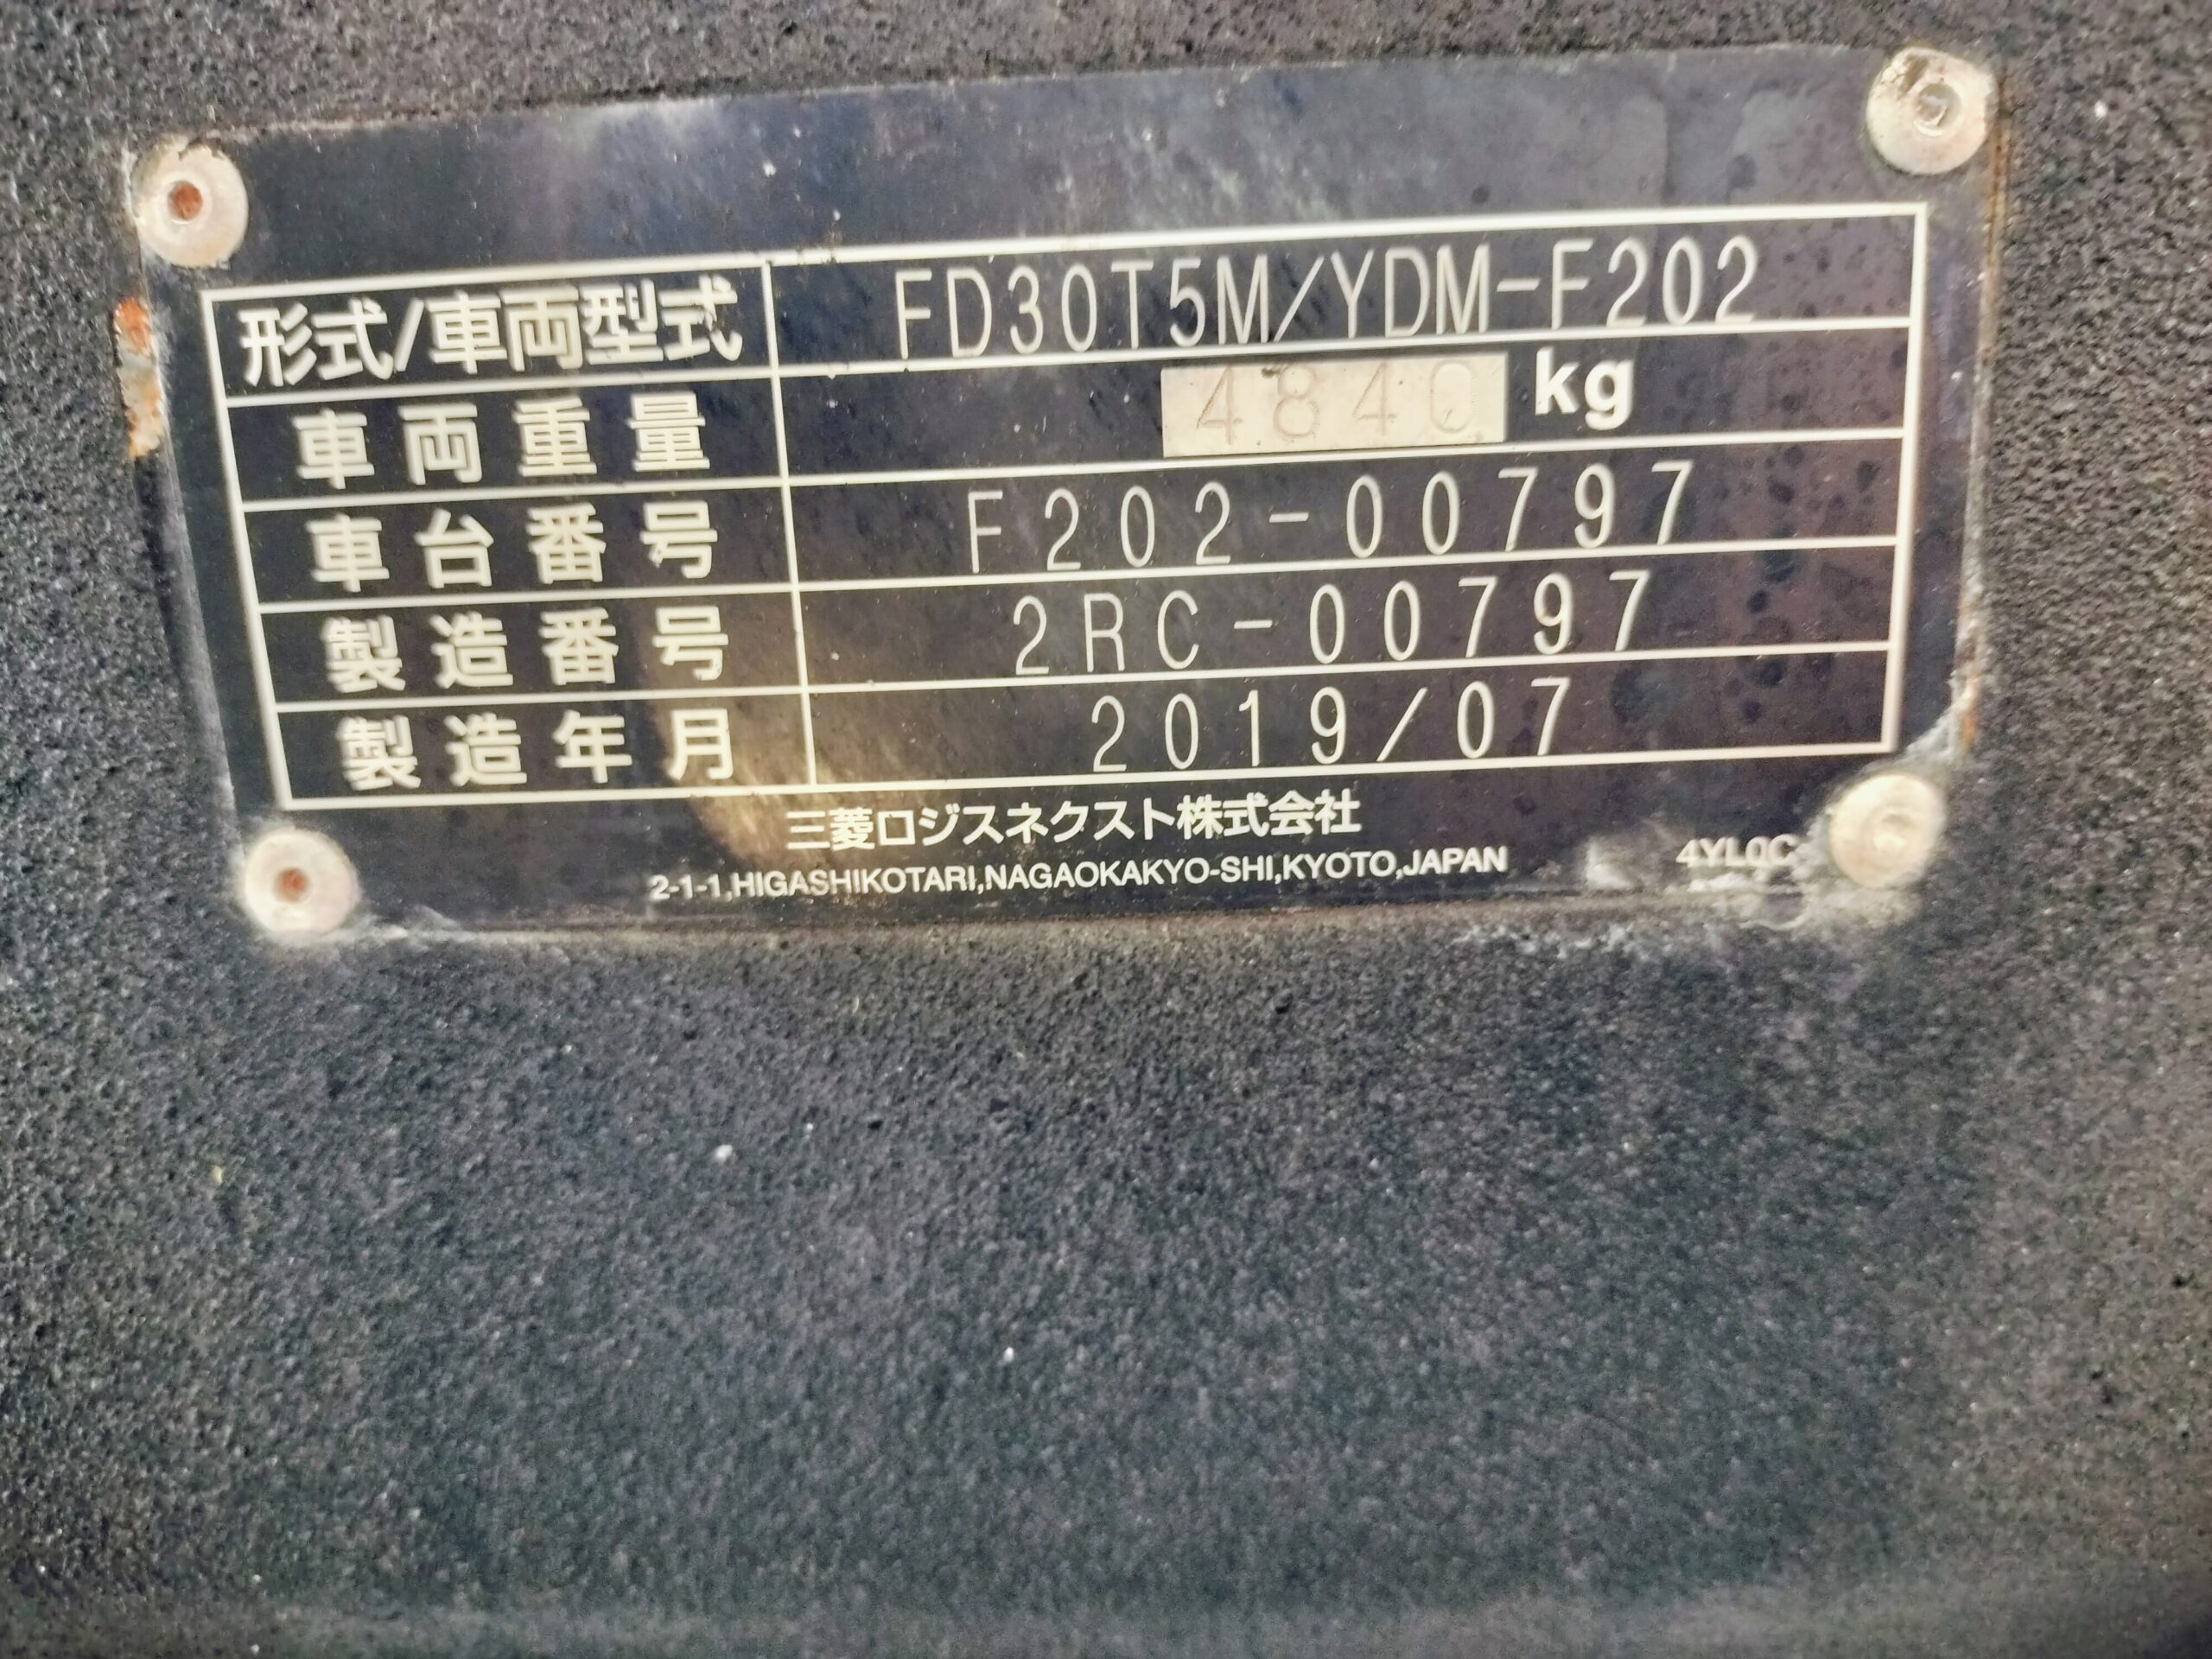 形式/車両型式 FD30T5M/YDM-F202
車両重量 4840 kg
車台番号 F202-00797
製造番号 2RC-00797
製造年月 2019/07
三菱ロジスネクスト株式会社
2-1-1,HIGASHIKOTARI,NAGAOKAKYO-SHI,KYOTO,JAPAN
4YL0C